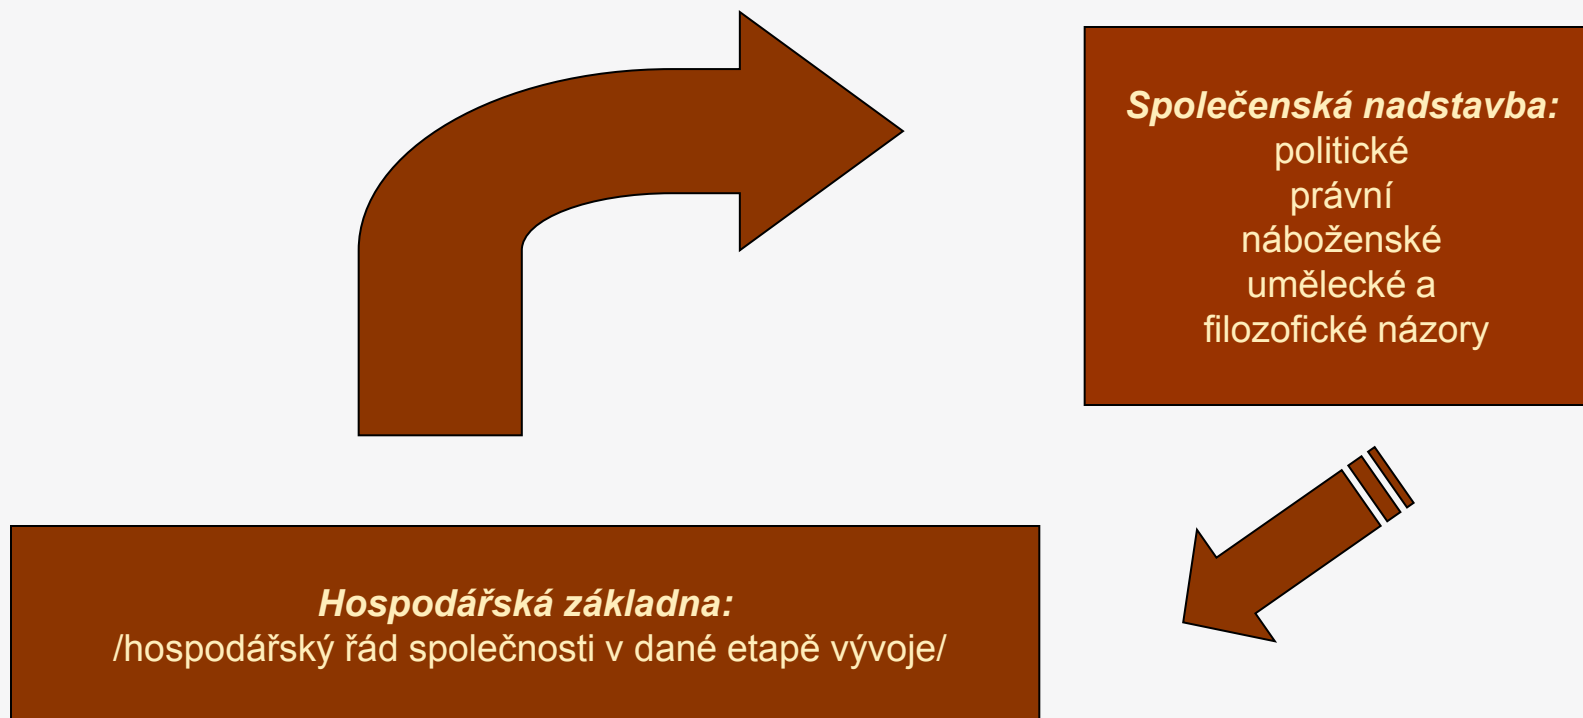 Společenská nadstavba:
politické
právní
náboženské
umělecké a
filozofické názory
Hospodářská základna:
/hospodářský řád společnosti v dané etapě vývoje/